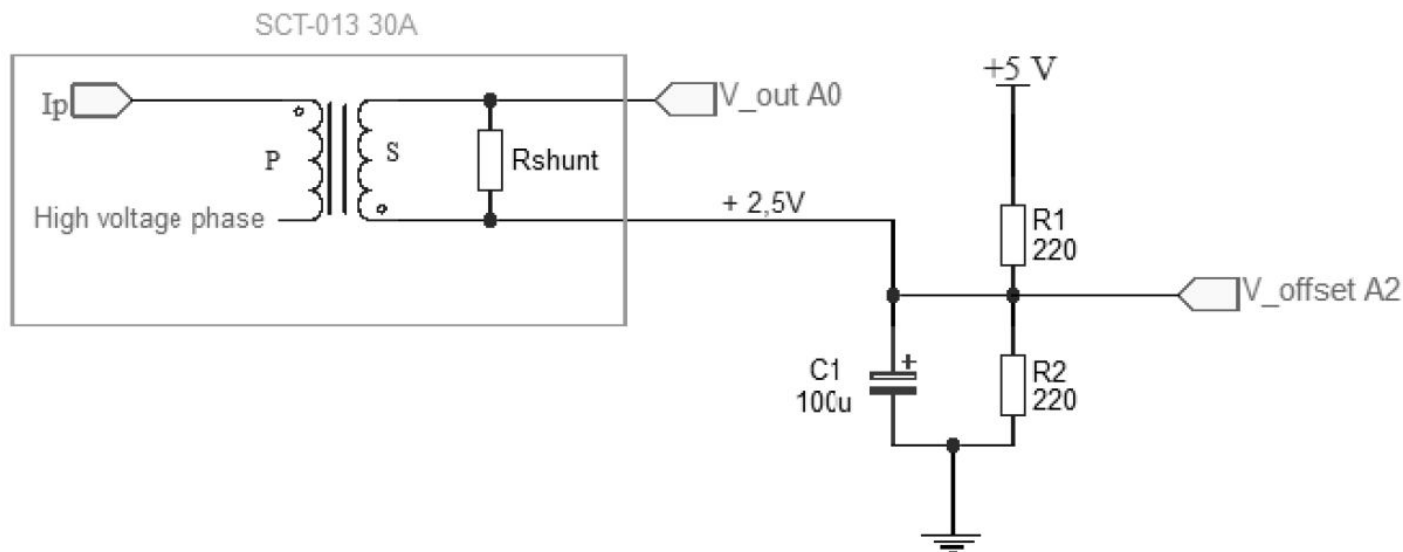 SCT-013 30A
Ip
P
S
Rshunt
High voltage phase
V_out A0
+5 V
+ 2,5V
R1
220
V_offset A2
C1
100u
R2
220